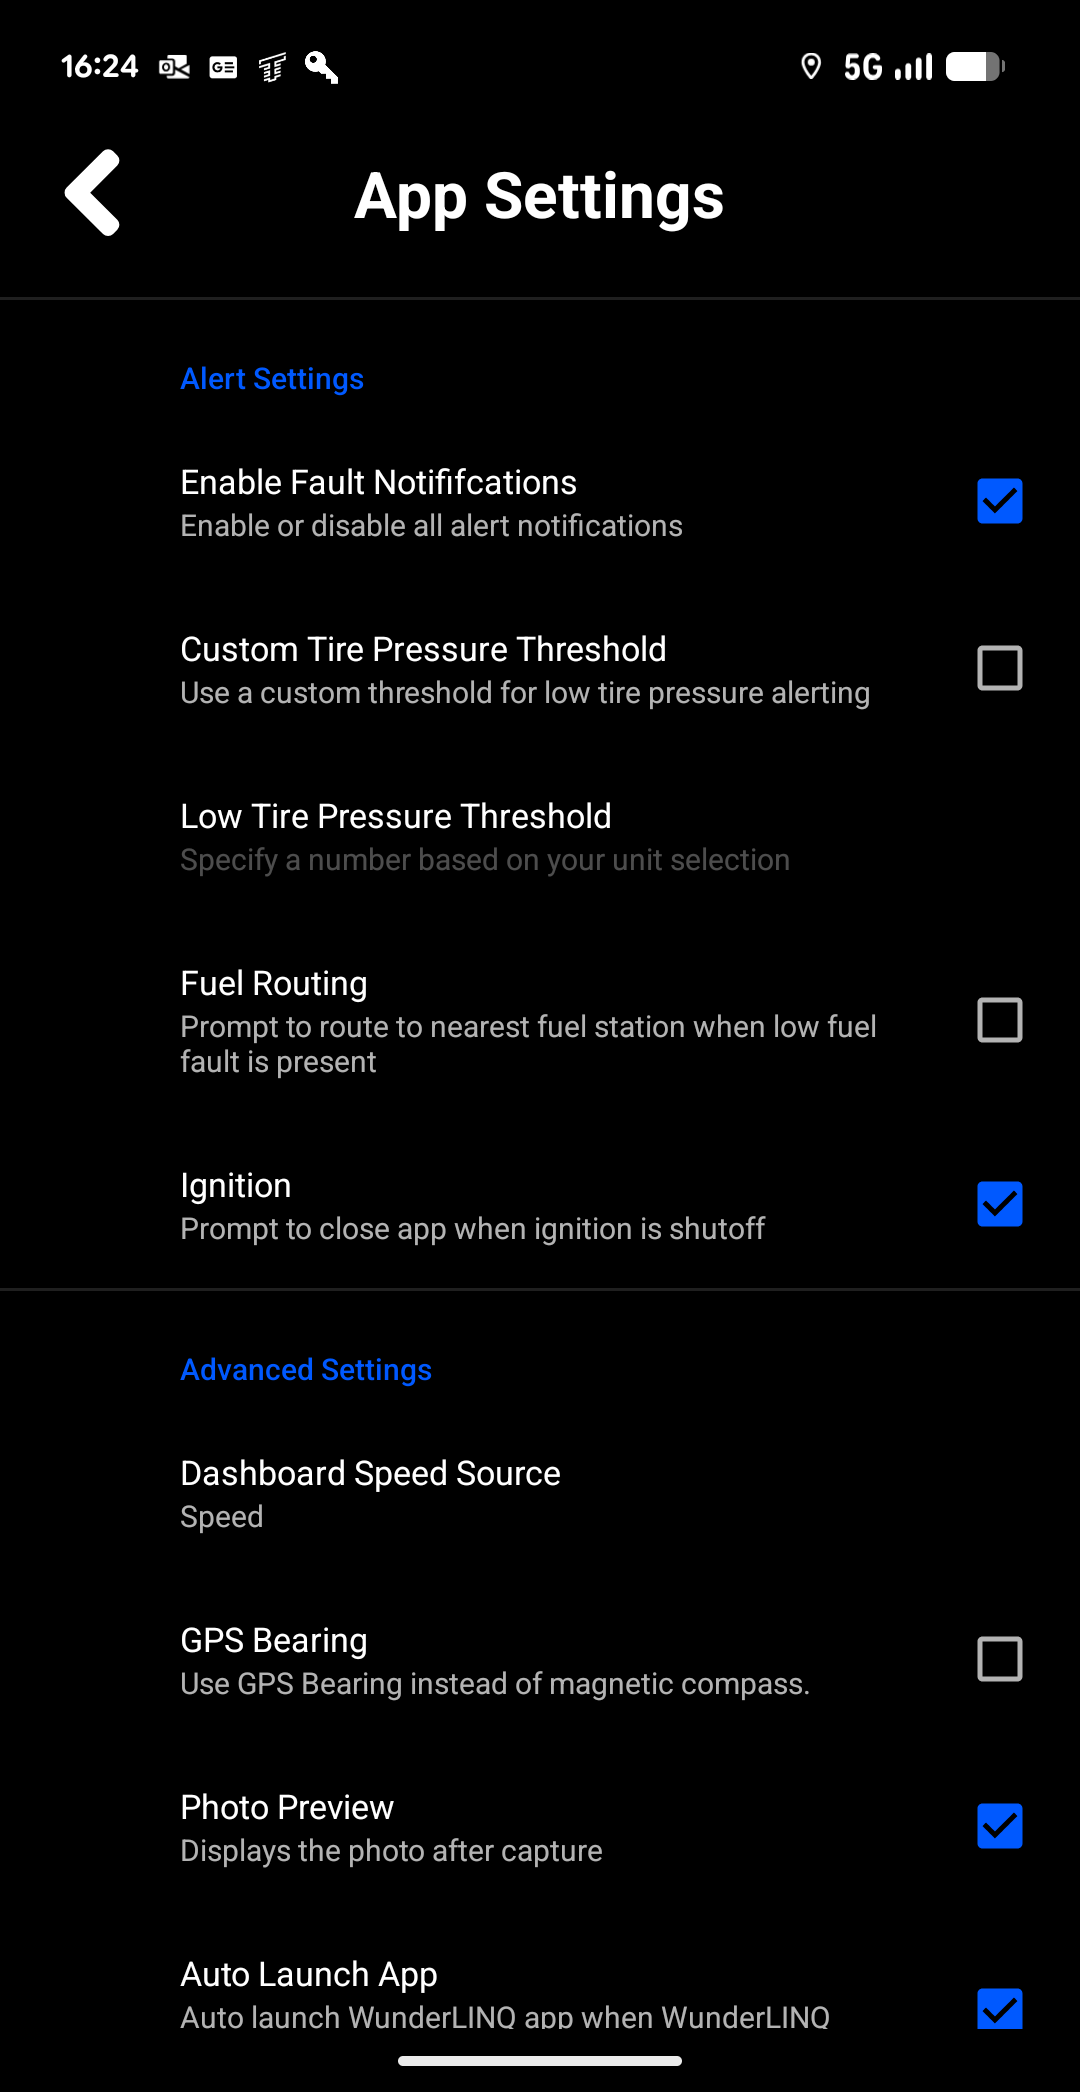 16:24
GE
5G
App Settings
Alert Settings
Enable Fault Notififcations
Enable or disable all alert notifications
Custom Tire Pressure Threshold
Use a custom threshold for low tire pressure alerting
Low Tire Pressure Threshold
Specify a number based on your unit selection
Fuel Routing
Prompt to route to nearest fuel station when low fuel
fault is present
Ignition
Prompt to close app when ignition is shutoff
Advanced Settings
Dashboard Speed Source
Speed
GPS Bearing
Use GPS Bearing instead of magnetic compass.
Photo Preview
Displays the photo after capture
Auto Launch App
Auto launch WunderLINQ app when WunderLINQ